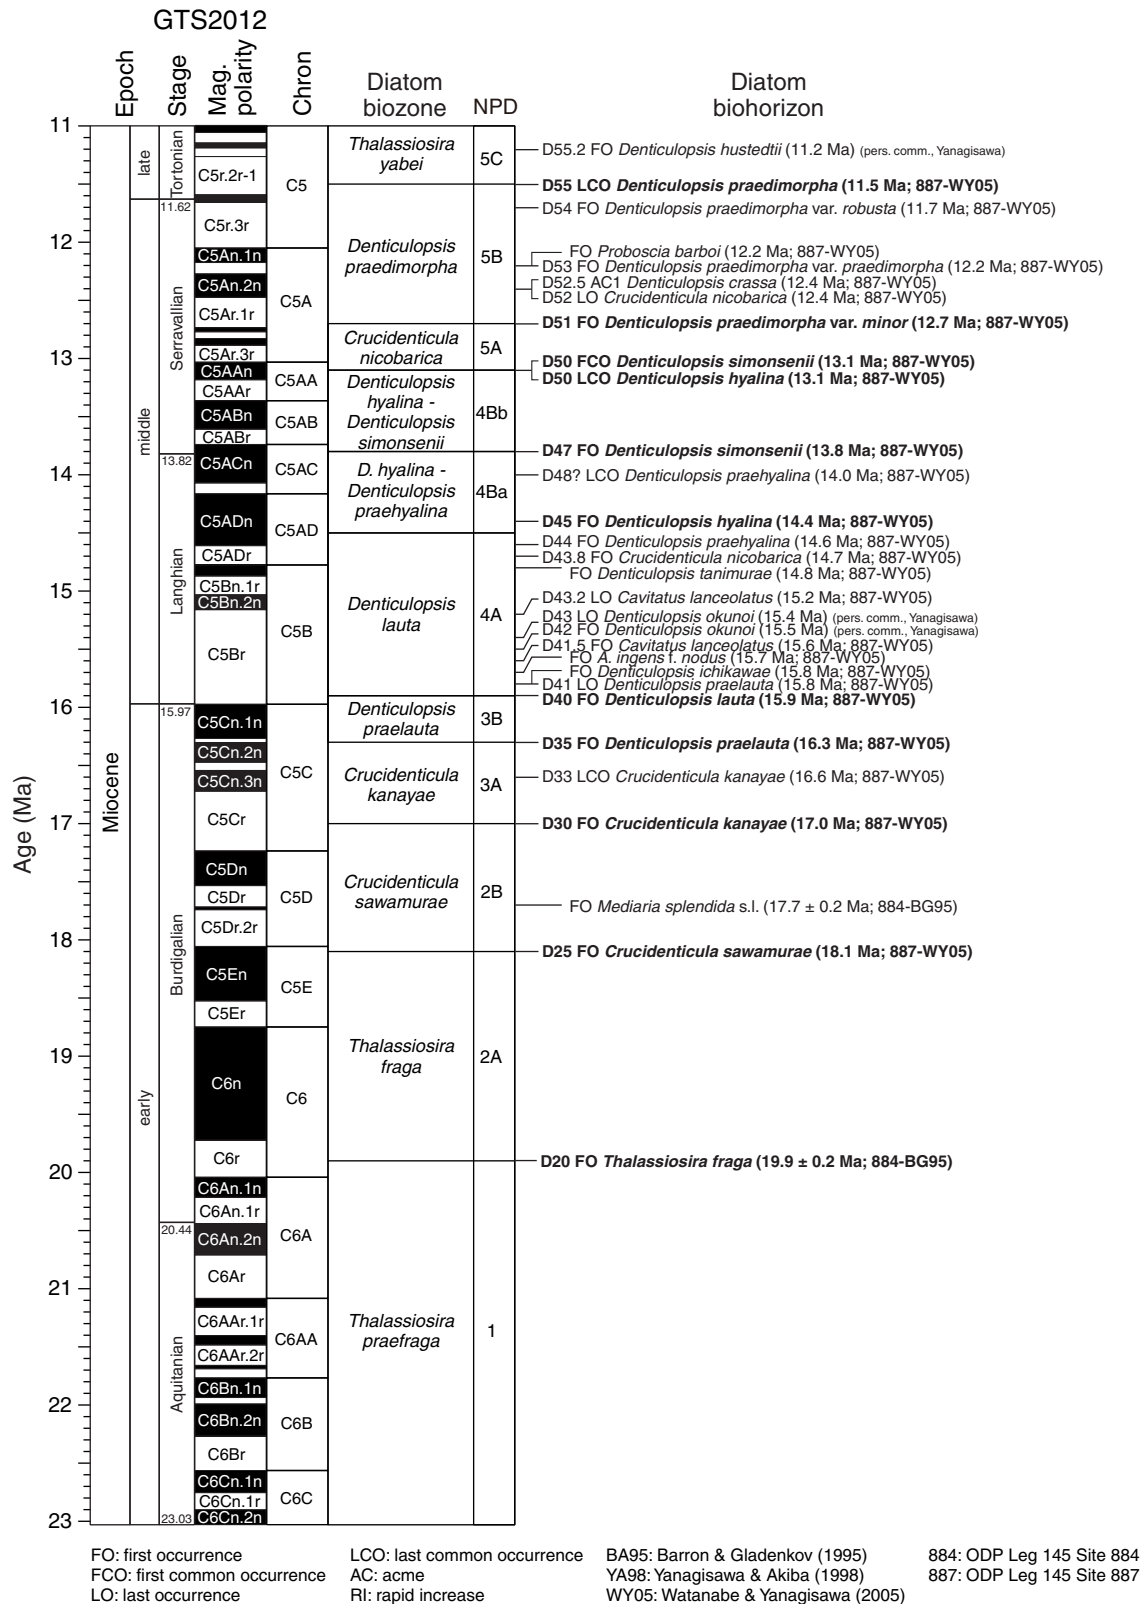 GTS2012
Epoch
Stage
Mag. polarity
Chron
Diatom biozone
NPD
Diatom biohorizon
Age (Ma)
11
12
13
14
15
16
17
18
19
20
21
22
23
Miocene
late
middle
early
Tortonian
11.62
Serravallian
13.82
Langhian
15.97
Burdigalian
20.44
Aquitanian
23.03
C5r.2r-1
C5r.3r
C5An.1n
C5An.2n
C5Ar.1r
C5Ar.3r
C5AAn
C5AAr
C5ABn
C5ABr
C5ACn
C5ADn
C5ADr
C5Bn.1r
C5Bn.2n
C5Br
C5Cn.1n
C5Cn.2n
C5Cn.3n
C5Cr
C5Dn
C5Dr
C5Dr.2r
C5En
C5Er
C6n
C6r
C6An.1n
C6An.1r
C6An.2n
C6Ar
C6AAr.1r
C6AAr.2r
C6Bn.1n
C6Bn.2n
C6Br
C6Cn.1n
C6Cn.1r
C6Cn.2n
C5
C5A
C5AA
C5AB
C5AC
C5AD
C5B
C5C
C5D
C5E
C6
C6A
C6AA
C6B
C6C
Thalassiosira
yabei
Denticulopsis
praedimorpha
Crucidenticula
nicobarica
Denticulopsis
hyalina -
Denticulopsis
simonsenii
D. hyalina -
Denticulopsis
praehyalina
Denticulopsis
lauta
Denticulopsis
praelauta
Crucidenticula
kanayae
Crucidenticula
sawamurae
Thalassiosira
fraga
Thalassiosira
praefraga
5C
5B
5A
4Bb
4Ba
4A
3B
3A
2B
2A
1
D55.2 FO Denticulopsis hustedtii (11.2 Ma) (pers. comm., Yanagisawa)
D55 LCO Denticulopsis praedimorpha (11.5 Ma; 887-WY05)
D54 FO Denticulopsis praedimorpha var. robusta (11.7 Ma; 887-WY05)
FO Proboscia barboi (12.2 Ma; 887-WY05)
D53 FO Denticulopsis praedimorpha var. praedimorpha (12.2 Ma; 887-WY05)
D52.5 AC1 Denticulopsis crassa (12.4 Ma; 887-WY05)
D52 LO Crucidenticula nicobarica (12.4 Ma; 887-WY05)
D51 FO Denticulopsis praedimorpha var. minor (12.7 Ma; 887-WY05)
D50 FCO Denticulopsis simonsenii (13.1 Ma; 887-WY05)
D50 LCO Denticulopsis hyalina (13.1 Ma; 887-WY05)
D47 FO Denticulopsis simonsenii (13.8 Ma; 887-WY05)
D48? LCO Denticulopsis praehyalina (14.0 Ma; 887-WY05)
D45 FO Denticulopsis hyalina (14.4 Ma; 887-WY05)
D44 FO Denticulopsis praehyalina (14.6 Ma; 887-WY05)
D43.8 FO Crucidenticula nicobarica (14.7 Ma; 887-WY05)
FO Denticulopsis tanimurae (14.8 Ma; 887-WY05)
D43.2 LO Cavitatus lanceolatus (15.2 Ma; 887-WY05)
D43 LO Denticulopsis okunoi (15.4 Ma) (pers. comm., Yanagisawa)
D42 FO Denticulopsis okunoi (15.5 Ma) (pers. comm., Yanagisawa)
D41.5 FO Cavitatus lanceolatus (15.6 Ma; 887-WY05)
FO A. ingens f. nodus (15.7 Ma; 887-WY05)
FO Denticulopsis ichikawae (15.8 Ma; 887-WY05)
D41 LO Denticulopsis praelauta (15.8 Ma; 887-WY05)
D40 FO Denticulopsis lauta (15.9 Ma; 887-WY05)
D35 FO Denticulopsis praelauta (16.3 Ma; 887-WY05)
D33 LCO Crucidenticula kanayae (16.6 Ma; 887-WY05)
D30 FO Crucidenticula kanayae (17.0 Ma; 887-WY05)
FO Mediaria splendida s.l. (17.7 ± 0.2 Ma; 884-BG95)
D25 FO Crucidenticula sawamurae (18.1 Ma; 887-WY05)
D20 FO Thalassiosira fraga (19.9 ± 0.2 Ma; 884-BG95)
FO: first occurrence
FCO: first common occurrence
LO: last occurrence
LCO: last common occurrence
AC: acme
RI: rapid increase
BA95: Barron & Gladenkov (1995)
YA98: Yanagisawa & Akiba (1998)
WY05: Watanabe & Yanagisawa (2005)
884: ODP Leg 145 Site 884
887: ODP Leg 145 Site 887